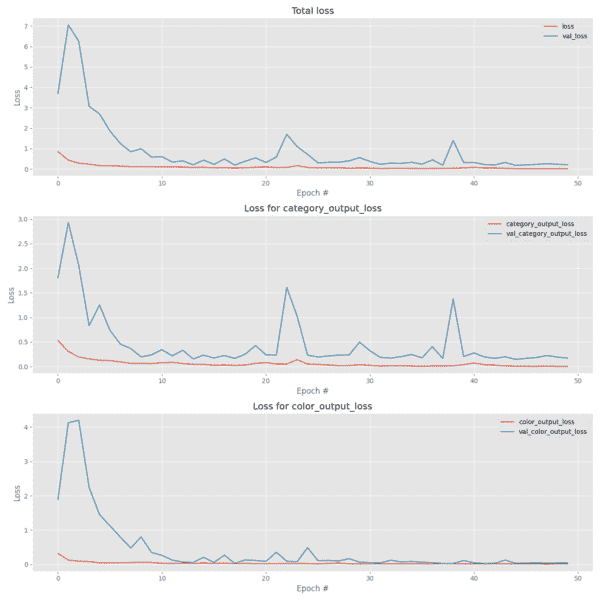 Total loss
loss
val_loss
7
6
5
4
3
2
1
0
Loss
0 10 20 30 40 50
Epoch #
Loss for category_output_loss
category_output_loss
val_category_output_loss
3.0
2.5
2.0
1.5
1.0
0.5
0.0
Loss
0 10 20 30 40 50
Epoch #
Loss for color_output_loss
color_output_loss
val_color_output_loss
4
3
2
1
0
Loss
0 10 20 30 40 50
Epoch #